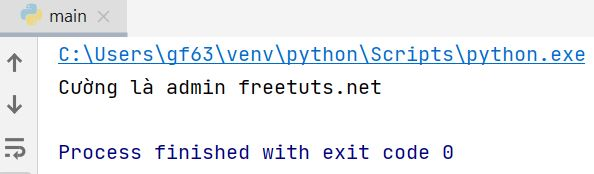 main
C:\Users\gf63\venv\python\Scripts\python.exe
Cường là admin freetuts.net
Process finished with exit code 0